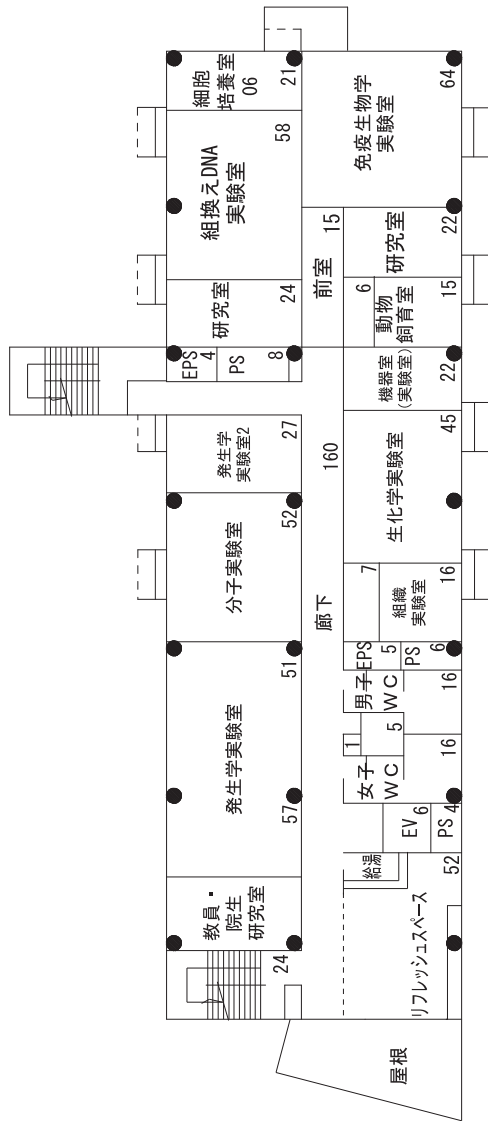 細胞
培養室
06
21
組換えDNA
実験室
58
免疫生物学
実験室
64
研究室
24
前室
15
研究室
22
6
動物
飼育室
15
EPS
4
PS
8
機器室
(実験室)
22
発生学
実験室2
27
160
生化学実験室
45
分子実験室
52
廊下
7
組織
実験室
16
発生学実験室
51
57
EPS
5
PS
6
男子
WC
16
1
5
女子
WC
16
EV
6
PS
4
教員・
院生
研究室
24
給湯
52
リフレッシュスペース
屋根